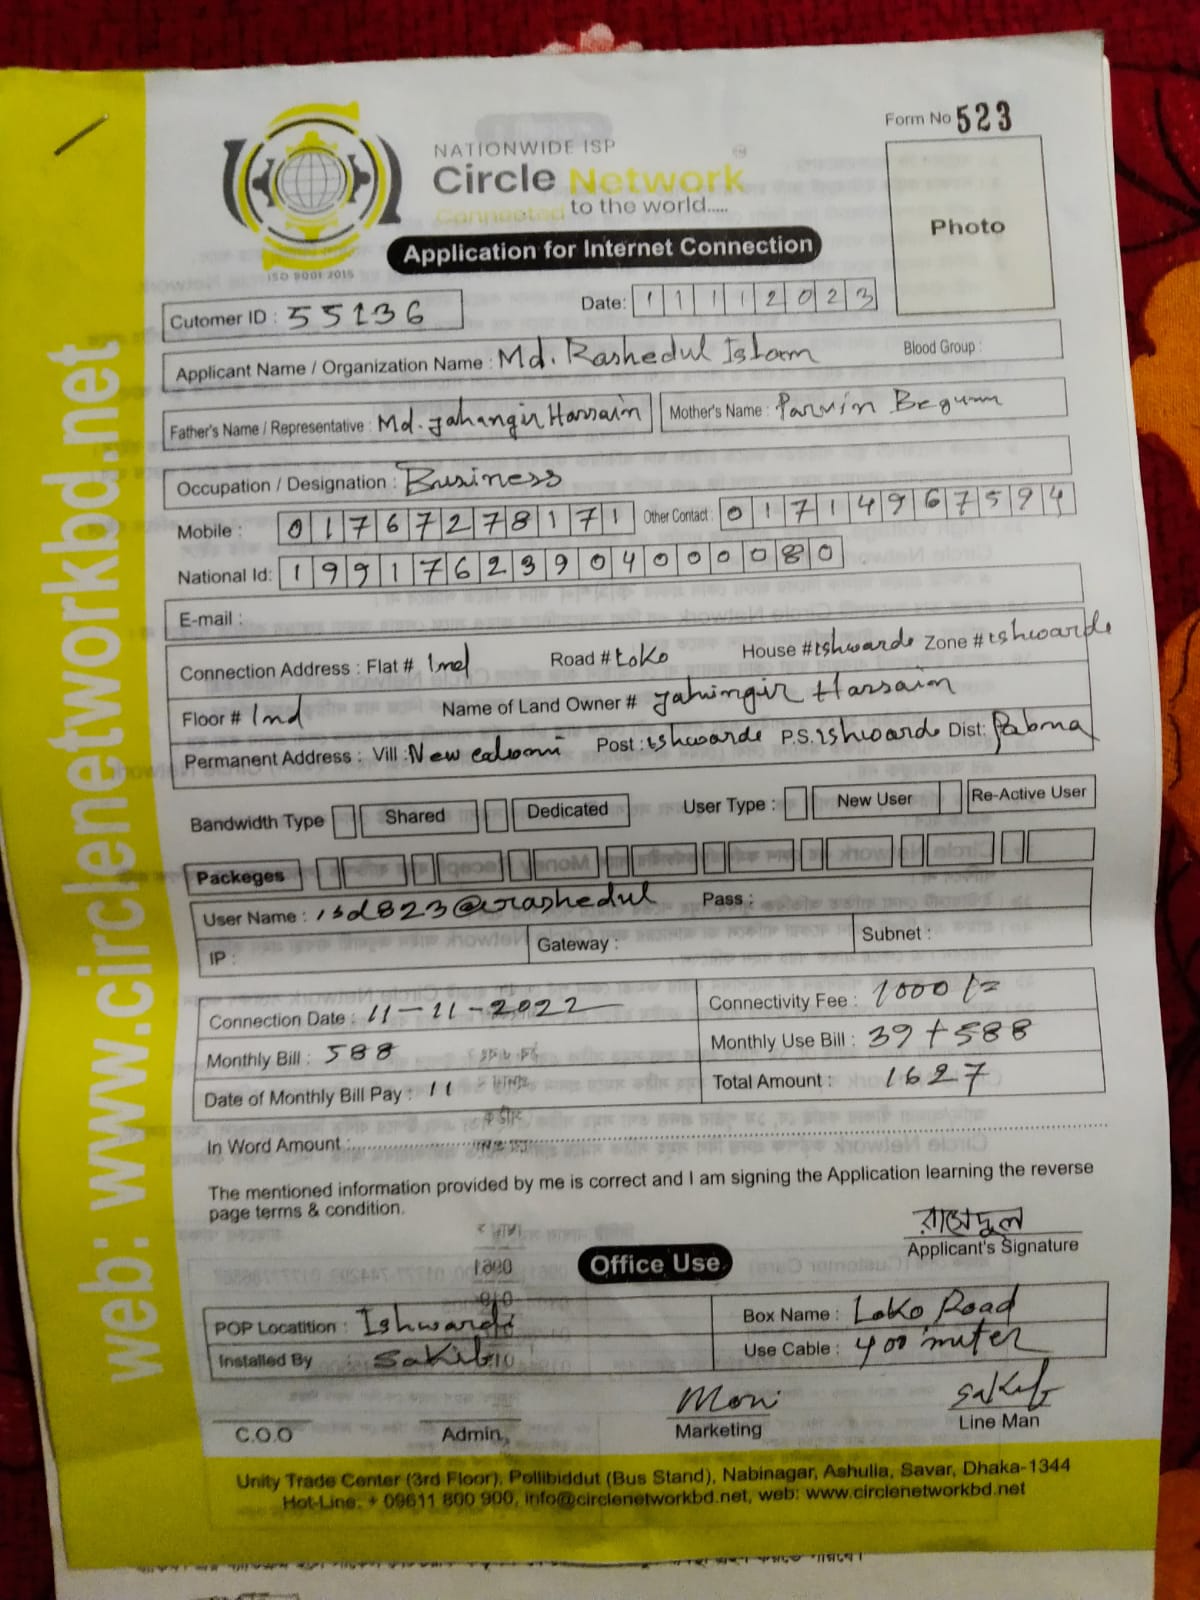 Form No 523
NATIONWIDE ISP
Circle Network
Connected to the world.....
ISO 9001 2015
Application for Internet Connection
Photo
Cutomer ID : 55136
Date: 11112023
Applicant Name / Organization Name : Md. Rashedul Islam Blood Group :
Father's Name / Representative : Md. Jahangir Hassain Mother's Name : Parvin Begum
Occupation / Designation : Business
Mobile : 01767278171 Other Contact : 01714967594
National Id: 19917623904000080
E-mail :
Connection Address : Flat # 1nd Road # Loko House # Ishwarde Zone # Ishwarde
Floor # 1nd Name of Land Owner # Jahingir Hassain
Permanent Address : Vill : New Post : Ishwarde P.S. Ishwarde Dist: Pabna
Bandwidth Type Shared Dedicated User Type : New User Re-Active User
Packeges
User Name : isd823@rashedul Pass :
IP : Gateway : Subnet :
Connection Date : 11-11-2022 Connectivity Fee : 1000/=
Monthly Bill : 588 Monthly Use Bill : 39+588
Date of Monthly Bill Pay : 11 Total Amount : 1627
In Word Amount :
The mentioned information provided by me is correct and I am signing the Application learning the reverse
page terms & condition.
রাশেদুল
Applicant's Signature
Office Use
POP Locatition : Ishwardi Box Name : Loko Road
Installed By : Sakib Use Cable : 400 miter
Moni Sakib
C.O.O Admin, Marketing Line Man
Unity Trade Center (3rd Floor), Pollibiddut (Bus Stand), Nabinagar, Ashulia, Savar, Dhaka-1344
Hot-Line: + 09611 800 900, info@circlenetworkbd.net, web: www.circlenetworkbd.net
web: www.circlenetworkbd.net